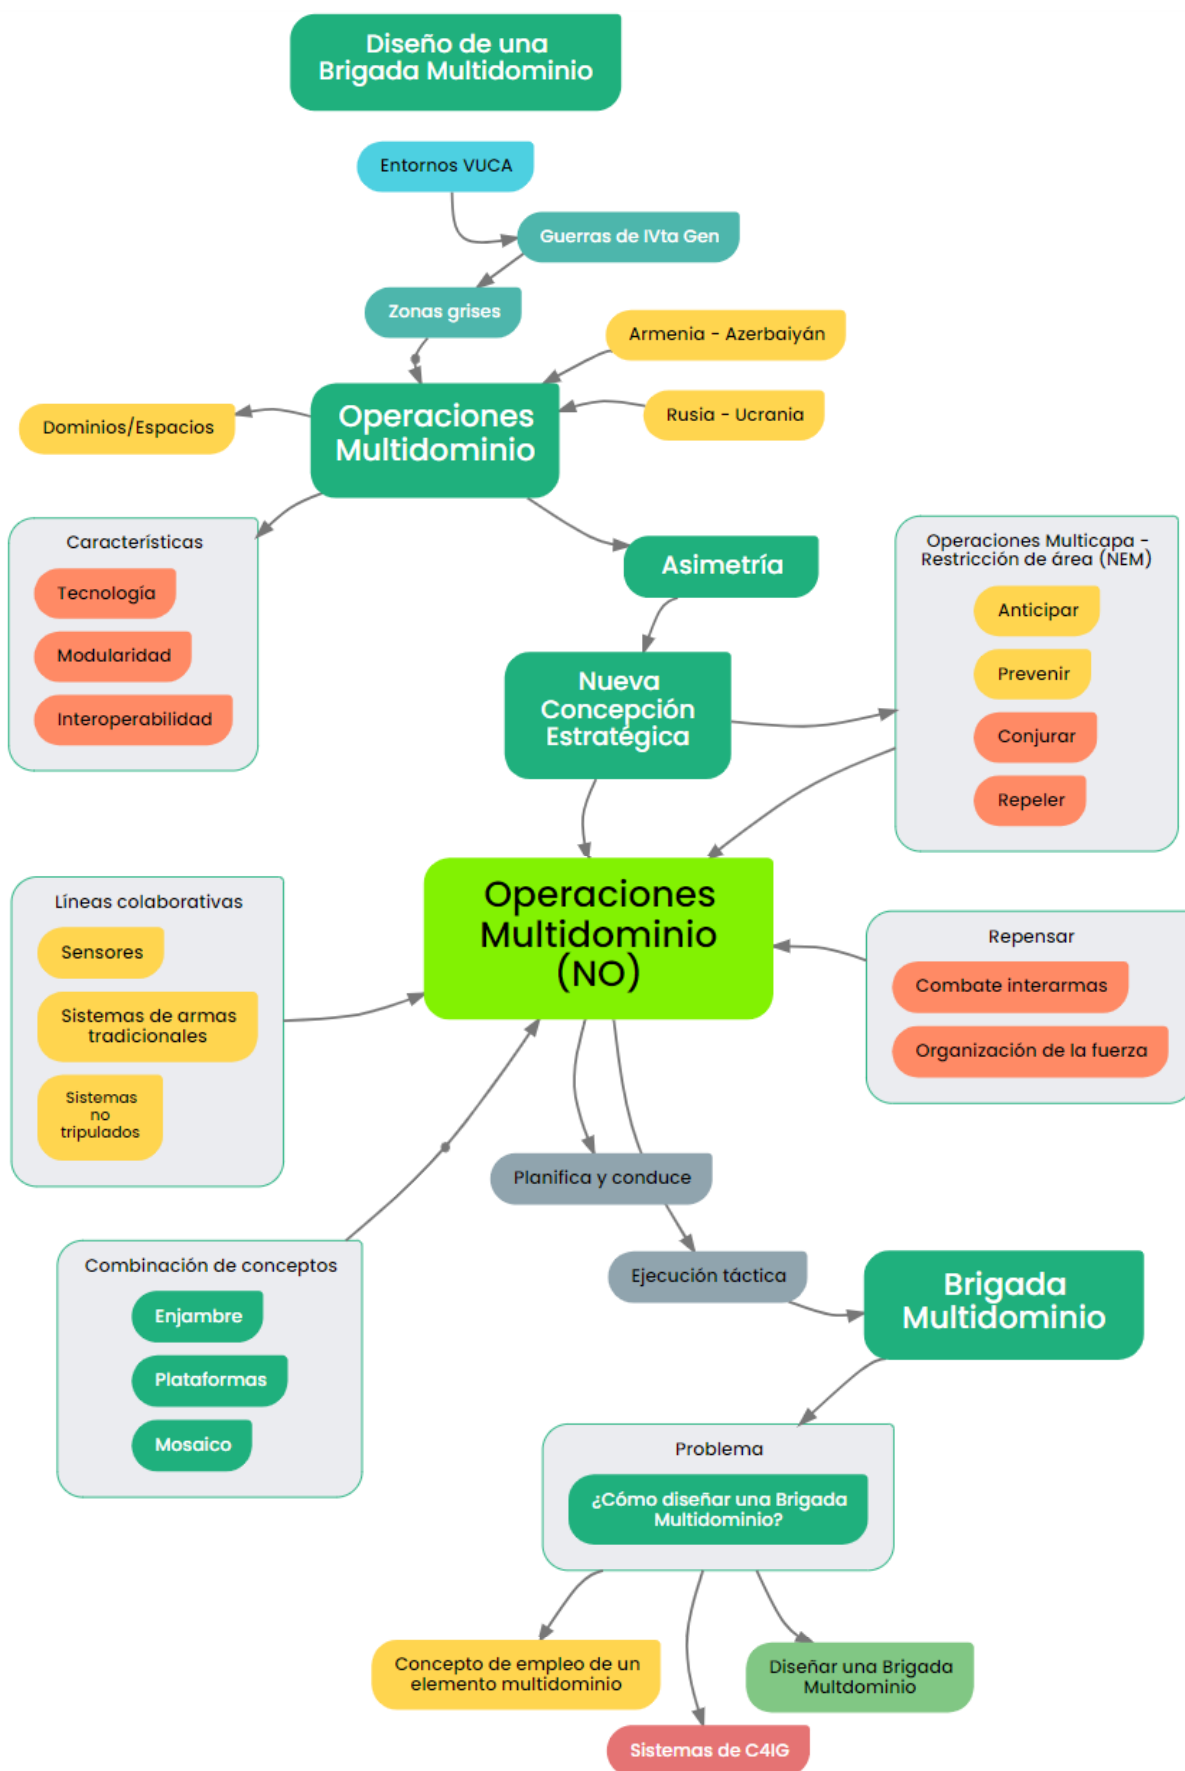 Diseño de una
Brigada Multidominio
Entornos VUCA
Guerras de IVta Gen
Zonas grises
Armenia - Azerbaiyán
Rusia - Ucrania
Dominios/Espacios
Operaciones
Multidominio
Características
Tecnología
Modularidad
Interoperabilidad
Asimetría
Operaciones Multicapa -
Restricción de área (NEM)
Anticipar
Prevenir
Conjurar
Repeler
Nueva
Concepción
Estratégica
Líneas colaborativas
Sensores
Sistemas de armas
tradicionales
Sistemas
no
tripulados
Operaciones
Multidominio
(NO)
Repensar
Combate interarmas
Organización de la fuerza
Planifica y conduce
Ejecución táctica
Combinación de conceptos
Enjambre
Plataformas
Mosaico
Brigada
Multidominio
Problema
¿Cómo diseñar una Brigada
Multidominio?
Concepto de empleo de un
elemento multidominio
Diseñar una Brigada
Multdominio
Sistemas de C4IG